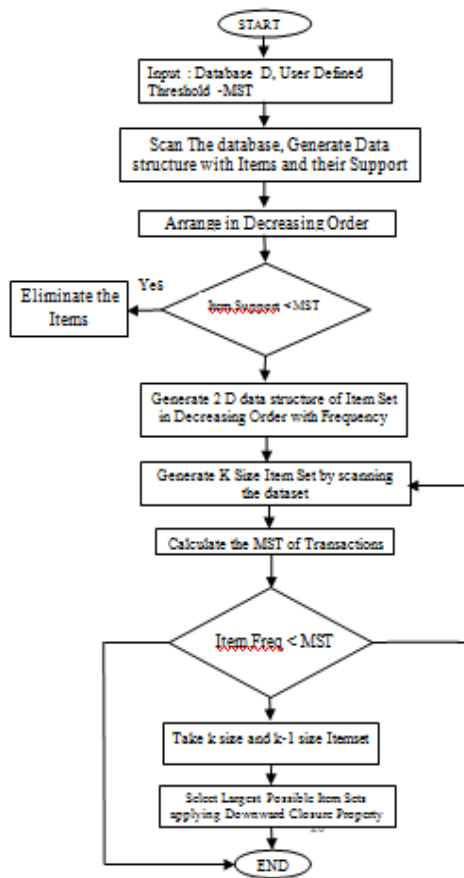 START
Input : Database D, User Defined
Threshold -MST
Scan The database, Generate Data
structure with Items and their Support
Arrange in Decreasing Order
Yes
Eliminate the
Items
Item.Support <MST
Generate 2 D data structure of Item Set
in Decreasing Order with Frequency
Generate K Size Item Set by scanning
the dataset
Calculate the MST of Transactions
Item.Freq < MST
Take k size and k-1 size Itemset
Select Largest Possible Item Sets
applying Downward Closure Property
END